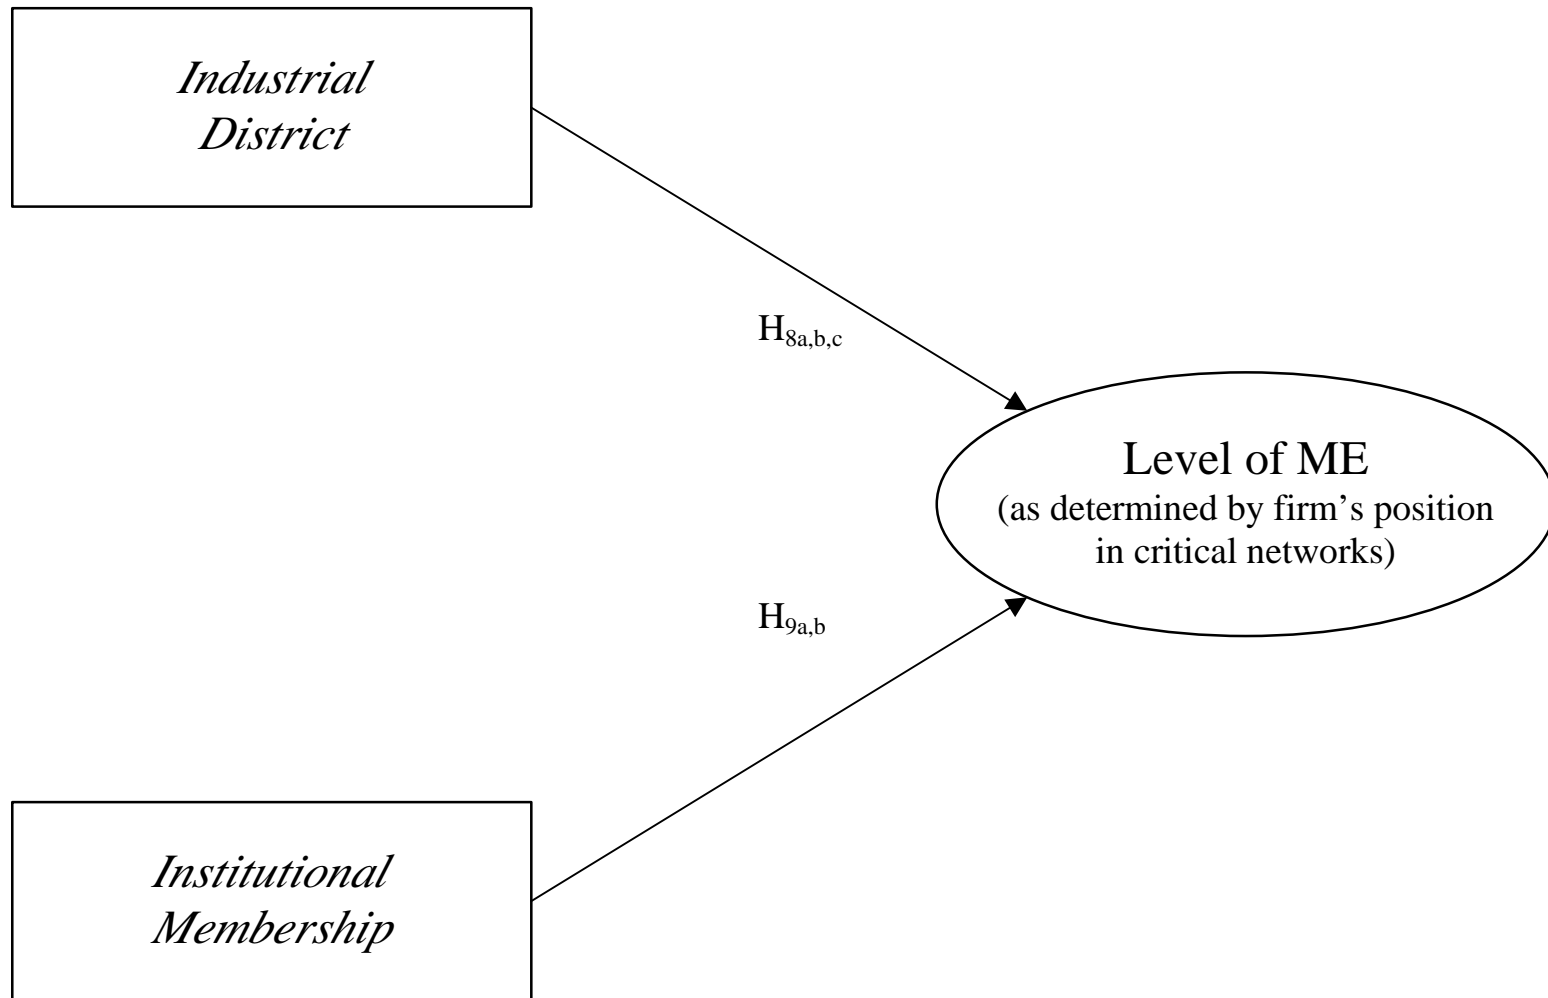 Industrial
District
H8a,b,c
Level of ME
(as determined by firm’s position
in critical networks)
H9a,b
Institutional
Membership